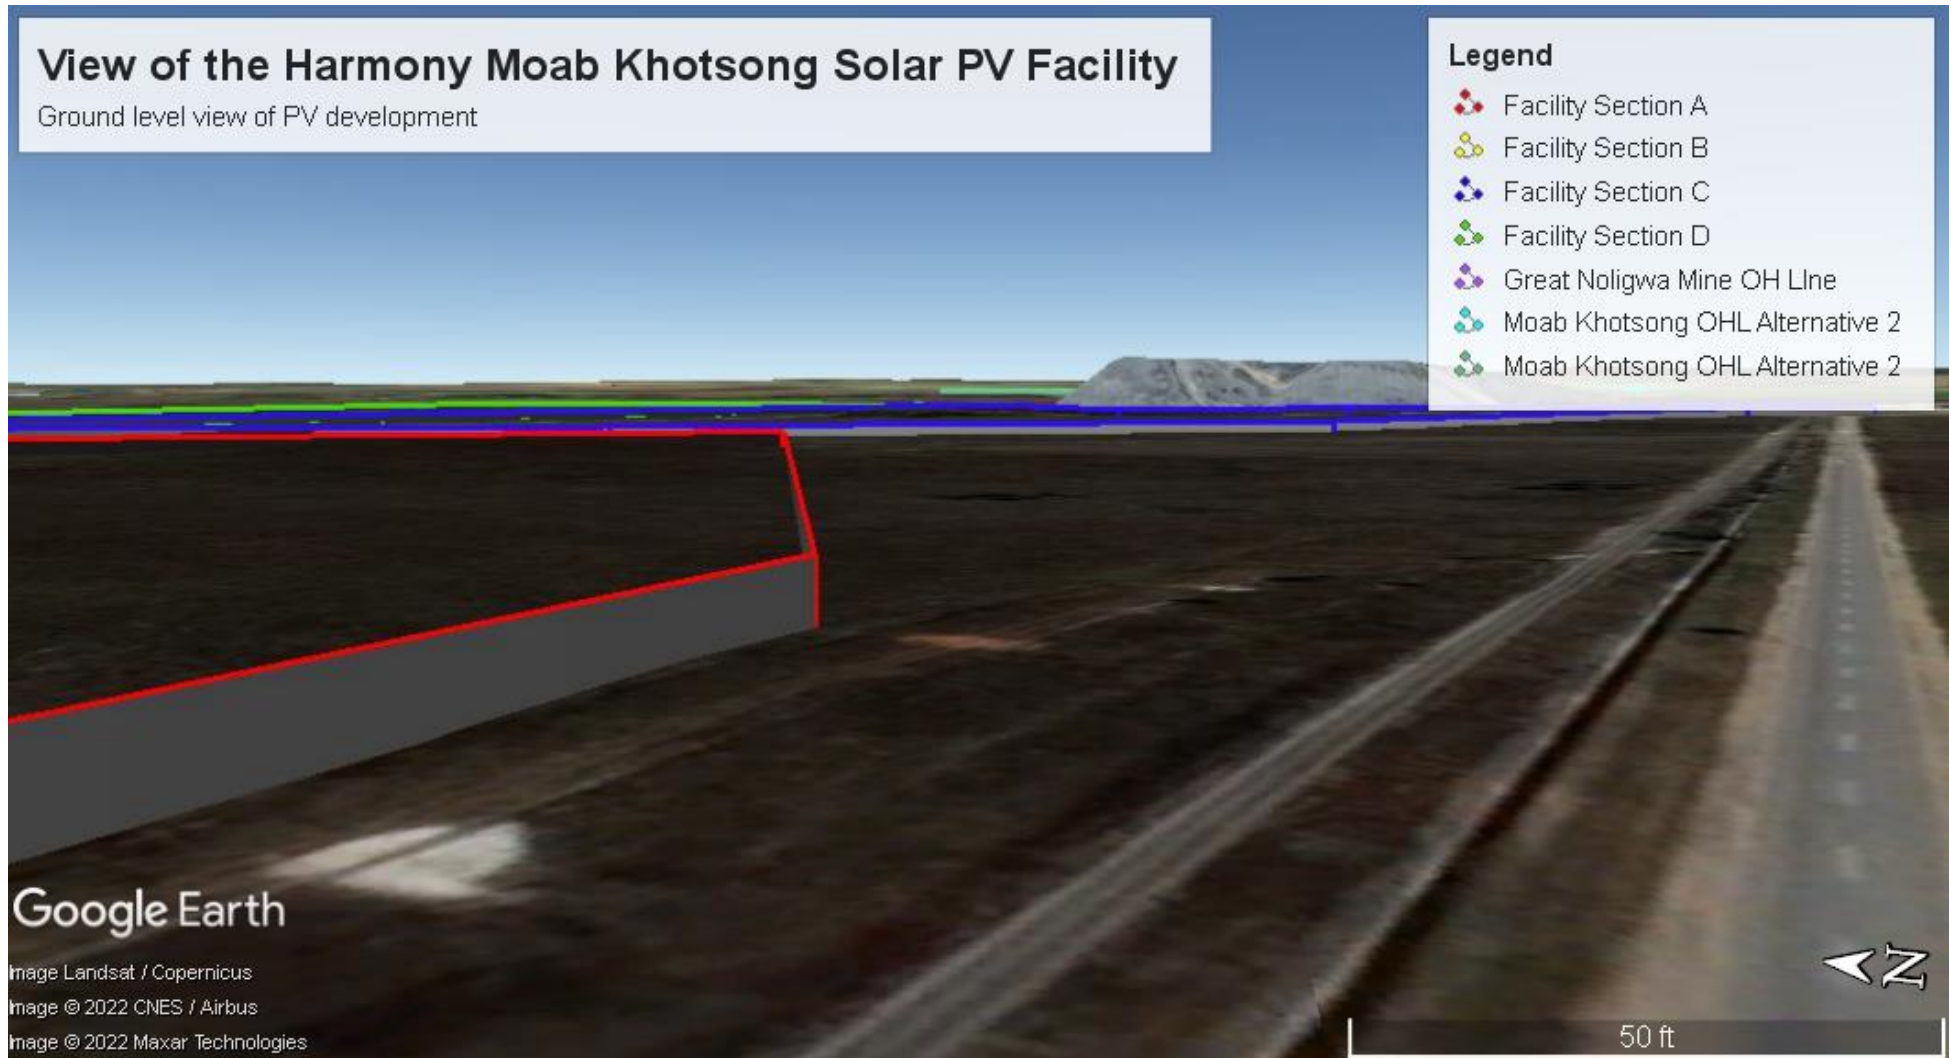 View of the Harmony Moab Khotsong Solar PV Facility
Ground level view of PV development
Legend
Facility Section A
Facility Section B
Facility Section C
Facility Section D
Great Noligwa Mine OH LIne
Moab Khotsong OHL Alternative 2
Moab Khotsong OHL Alternative 2
Google Earth
Image Landsat / Copernicus
Image © 2022 CNES / Airbus
Image © 2022 Maxar Technologies
N
50 ft